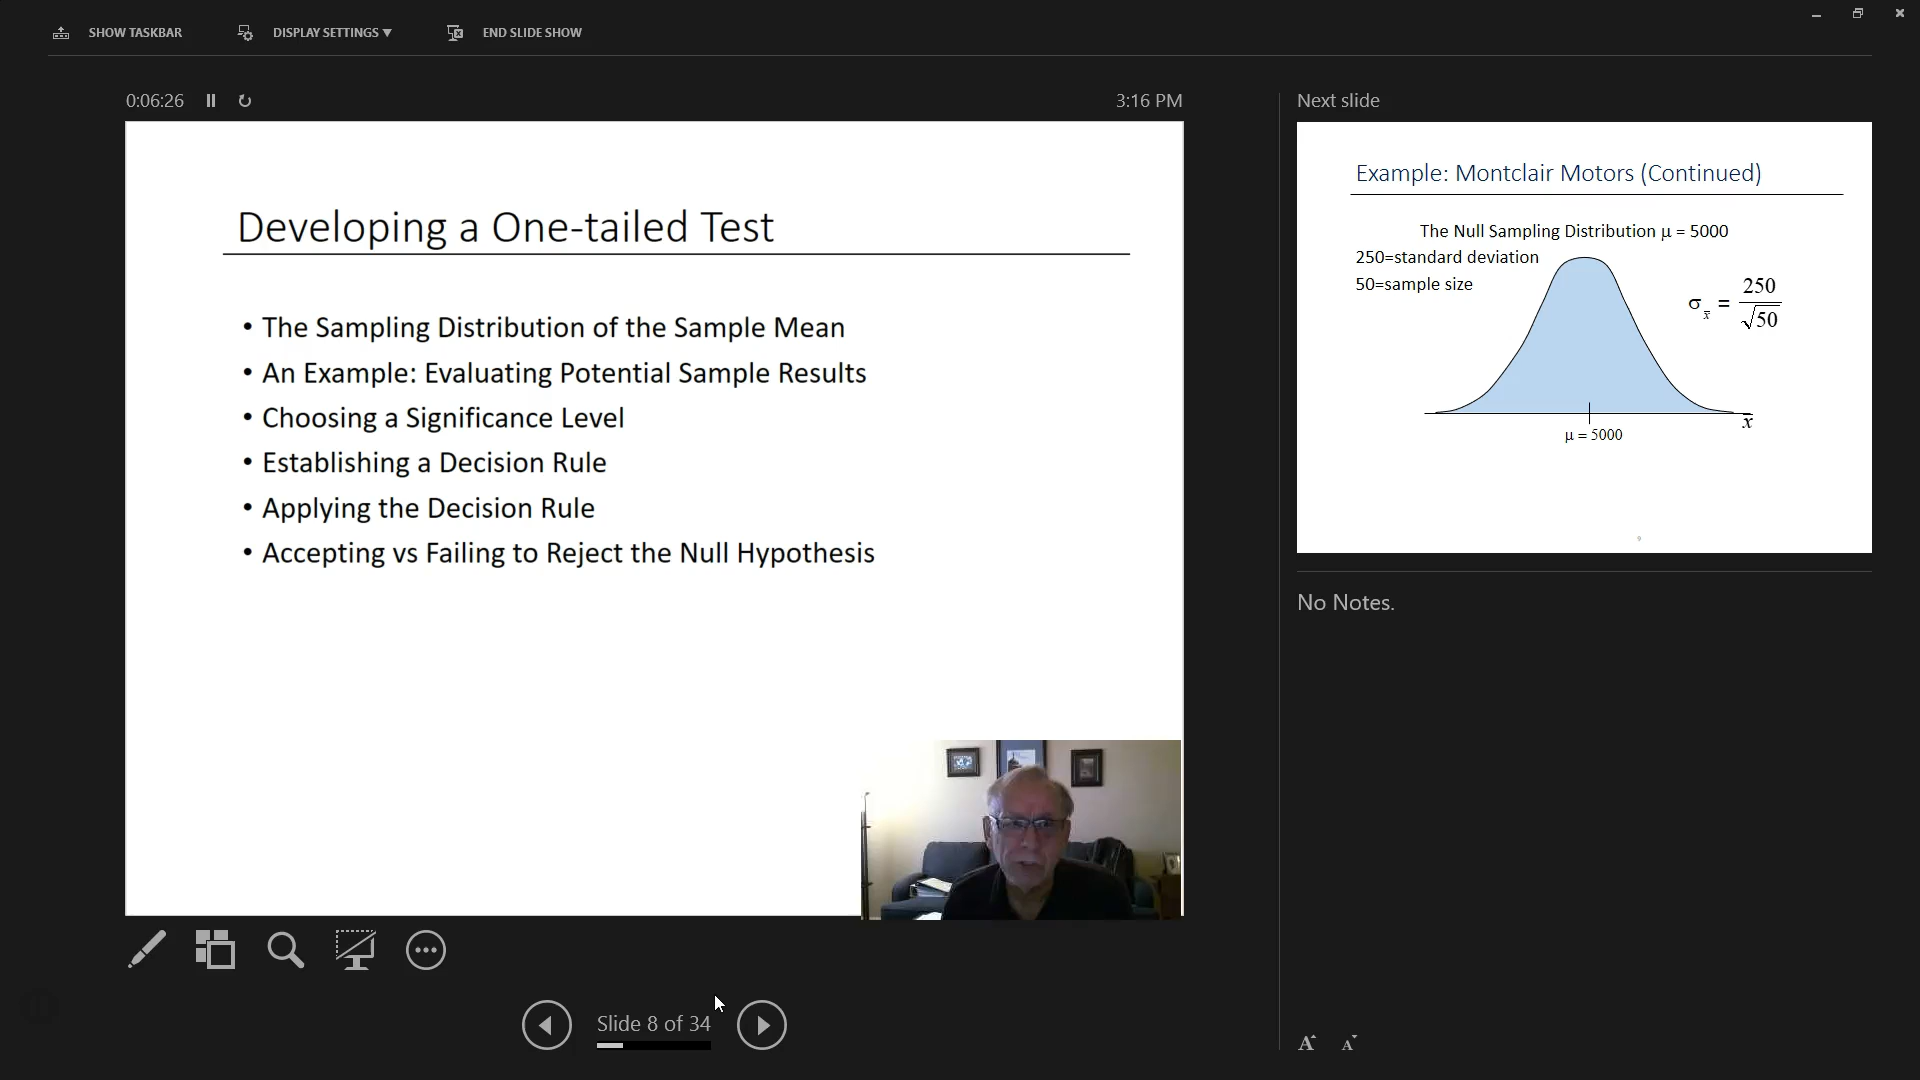 SHOW TASKBAR
DISPLAY SETTINGS ▼
END SLIDE SHOW
0:06:26
3:16 PM
Developing a One-tailed Test
• The Sampling Distribution of the Sample Mean
• An Example: Evaluating Potential Sample Results
• Choosing a Significance Level
• Establishing a Decision Rule
• Applying the Decision Rule
• Accepting vs Failing to Reject the Null Hypothesis
Slide 8 of 34
Next slide
Example: Montclair Motors (Continued)
The Null Sampling Distribution μ = 5000
250=standard deviation
50=sample size
σx̄ = 250/√50
x
μ = 5000
9
No Notes.
A A